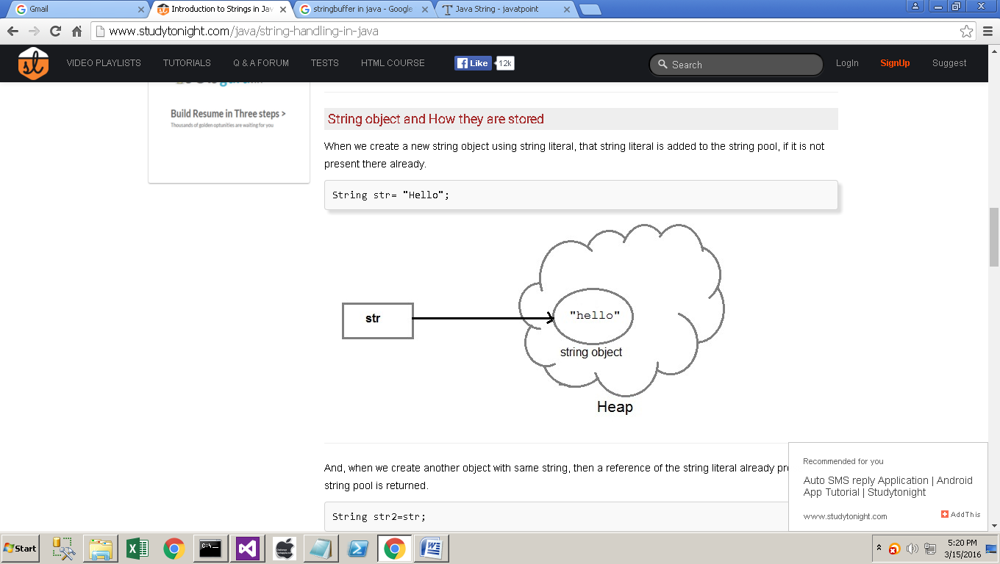 Gmail
Introduction to Strings in Jav
stringbuffer in java - Google
Java String - javatpoint
www.studytonight.com/java/string-handling-in-java
VIDEO PLAYLISTS
TUTORIALS
Q & A FORUM
TESTS
HTML COURSE
Like
12k
Search
LogIn
SignUp
Suggest
Build Resume in Three steps >
Thousands of golden optunities are waiting for you
String object and How they are stored
When we create a new string object using string literal, that string literal is added to the string pool, if it is not
present there already.
String str= "Hello";
str
"hello"
string object
Heap
And, when we create another object with same string, then a reference of the string literal already pre
string pool is returned.
String str2=str;
Recommended for you
Auto SMS reply Application | Android
App Tutorial | Studytonight
www.studytonight.com
AddThis
Start
C:\
5:20 PM
3/15/2016